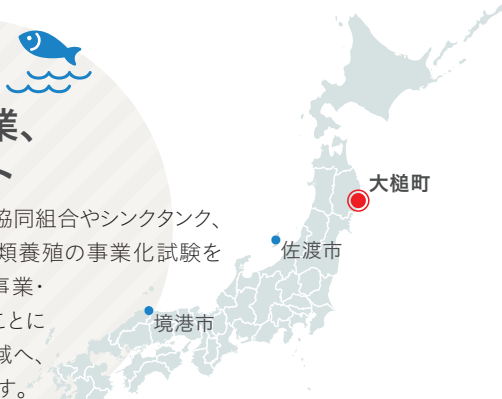 業、
ト
協同組合やシンクタンク、
類養殖の事業化試験を
事業・
ことに
域へ、
す。
大槌町
佐渡市
境港市